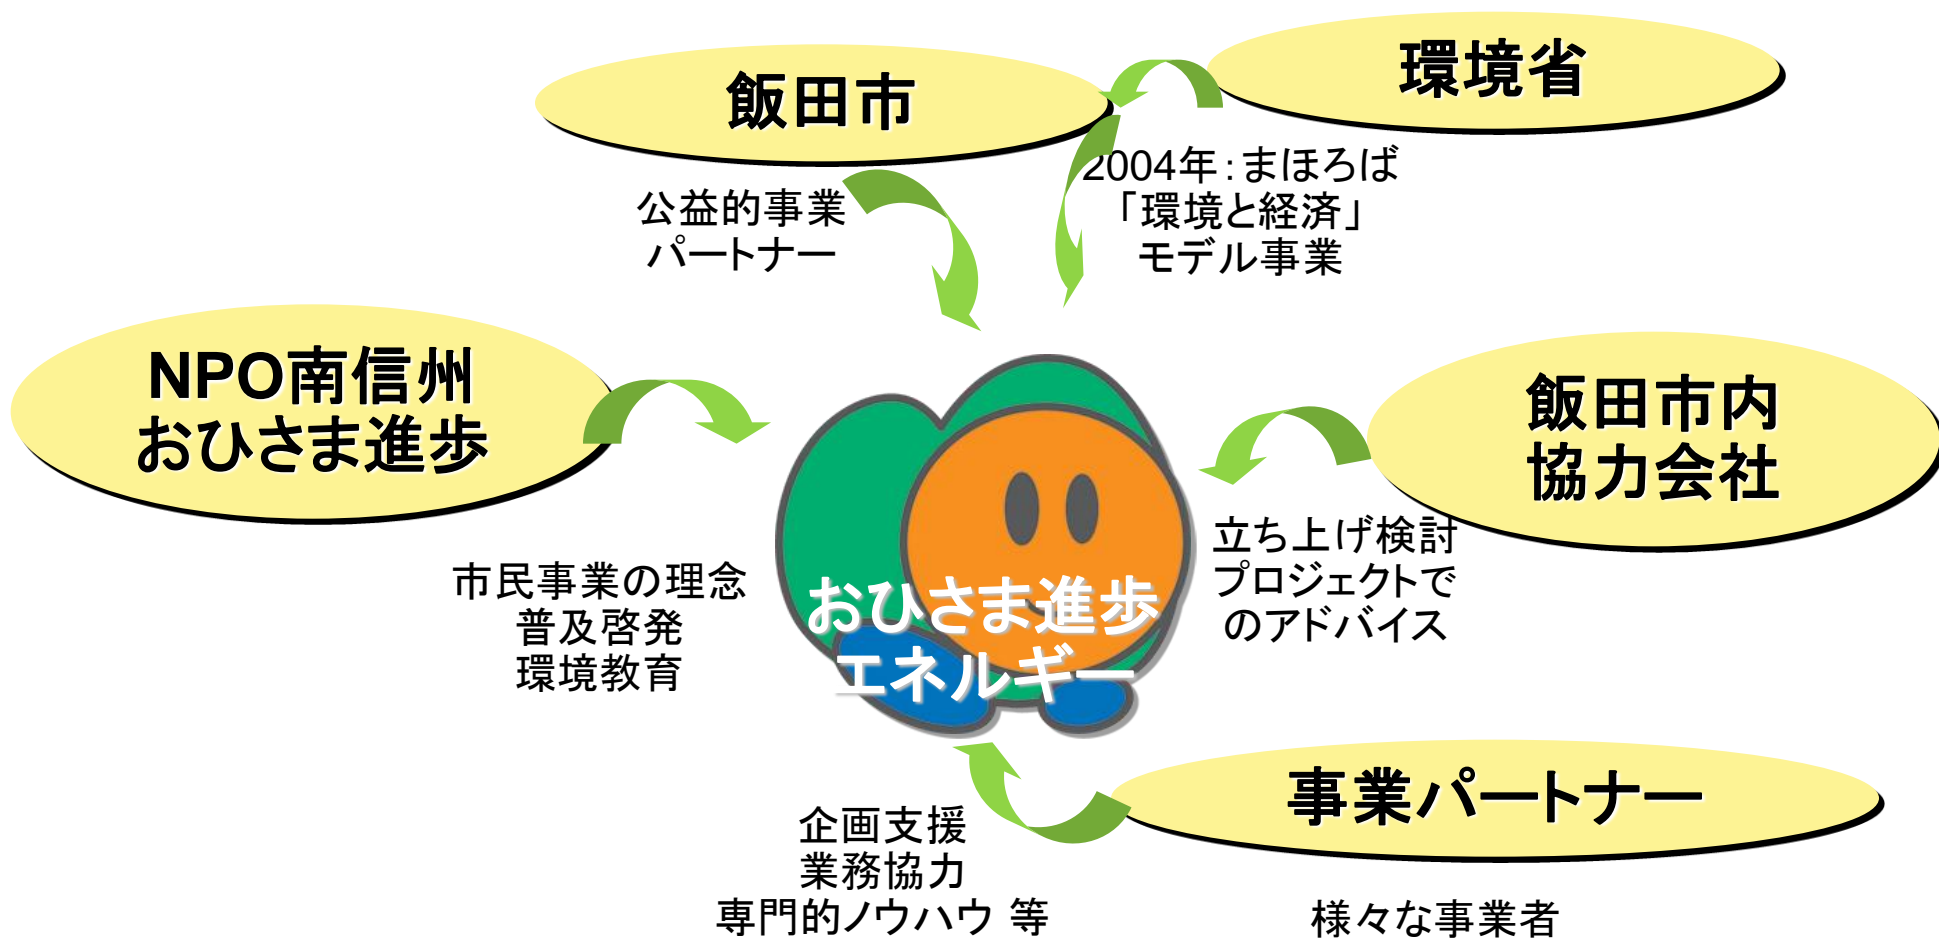 環境省
飯田市
2004年：まほろば
「環境と経済」
モデル事業
公益的事業
パートナー
NPO南信州
おひさま進歩
飯田市内
協力会社
立ち上げ検討
プロジェクトで
のアドバイス
市民事業の理念
普及啓発
環境教育
おひさま進歩
エネルギー
事業パートナー
企画支援
業務協力
専門的ノウハウ 等
様々な事業者